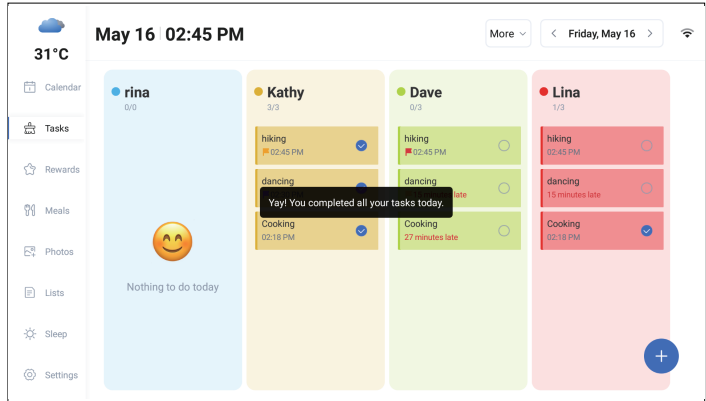 31°C
May 16 02:45 PM
More
Friday, May 16
Calendar
Tasks
Rewards
Meals
Photos
Lists
Sleep
Settings
rina
0/0
Nothing to do today
Kathy
3/3
hiking
02:45 PM
dancing
Cooking
02:18 PM
Dave
0/3
hiking
02:45 PM
dancing
late
Cooking
27 minutes late
Lina
1/3
hiking
02:45 PM
dancing
15 minutes late
Cooking
02:18 PM
Yay! You completed all your tasks today.